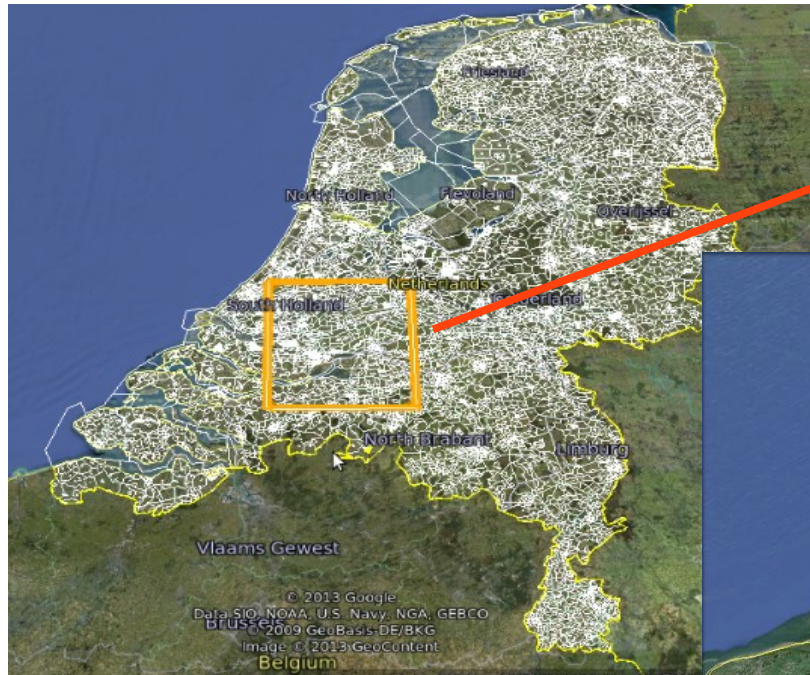 Friesland
North Holland
Flevoland
Overijssel
Netherlands
South Holland
Gelderland
North Brabant
Limburg
Vlaams Gewest
© 2013 Google
Data SIO, NOAA, U.S. Navy, NGA, GEBCO
Brussels
© 2009 GeoBasis-DE/BKG
Image © 2013 GeoContent
Belgium